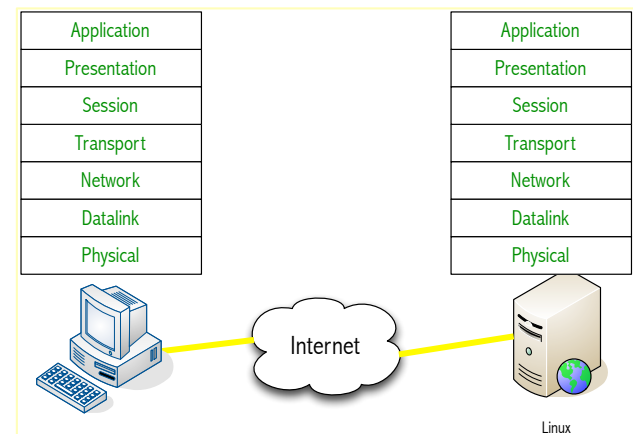 Application
Presentation
Session
Transport
Network
Datalink
Physical
Application
Presentation
Session
Transport
Network
Datalink
Physical
Internet
Linux